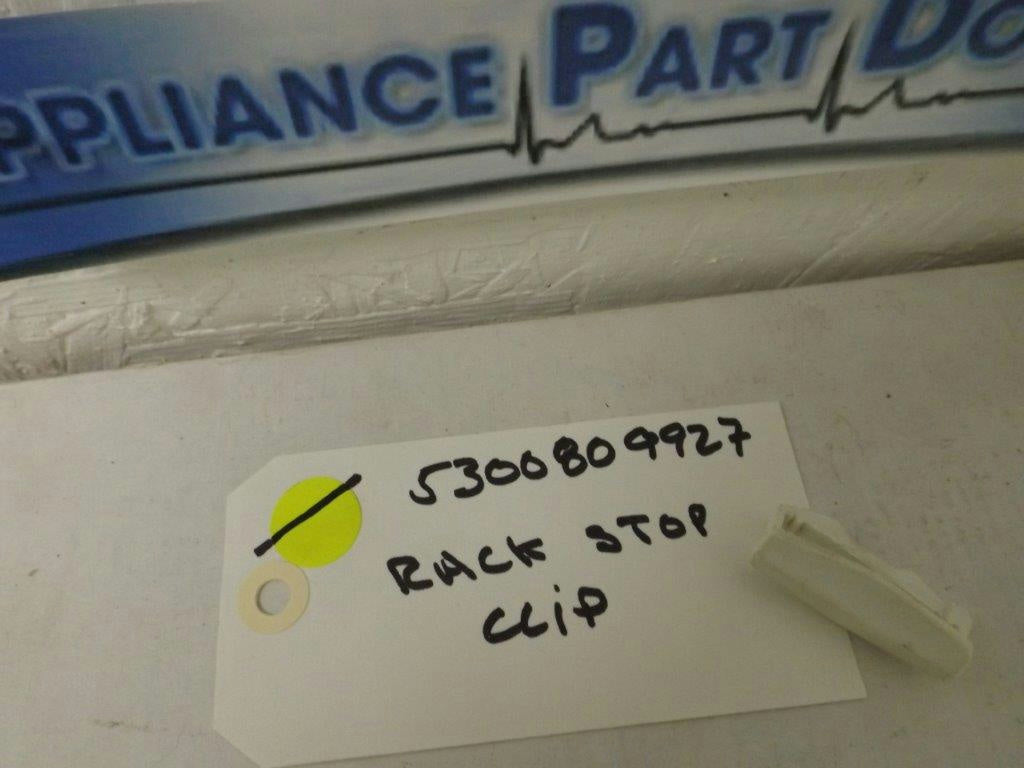 PPLIANCE PART DO
5300809927
RACK STOP
CLIP